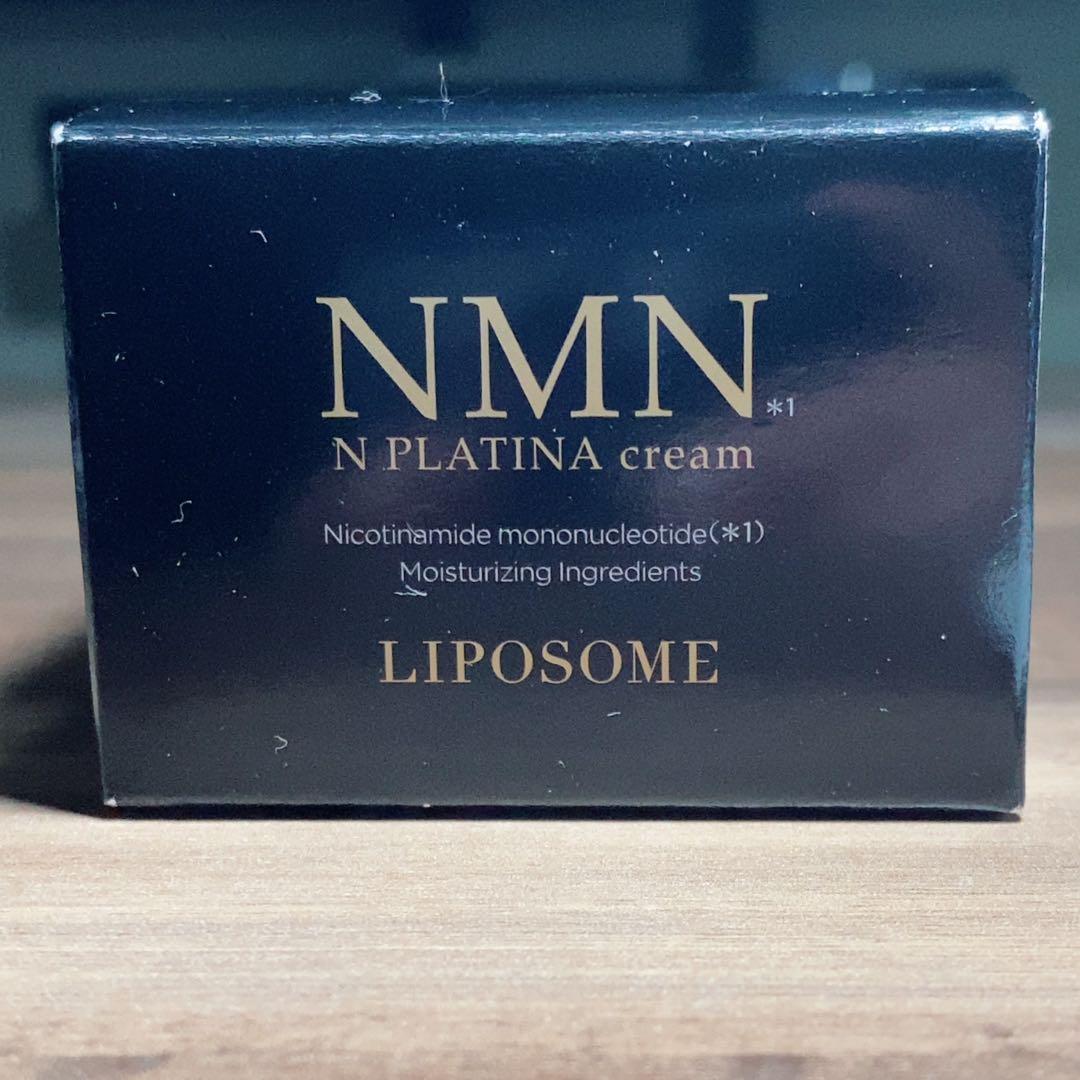 NMN*1
N PLATINA cream
Nicotinamide mononucleotide(*1)
Moisturizing Ingredients
LIPOSOME